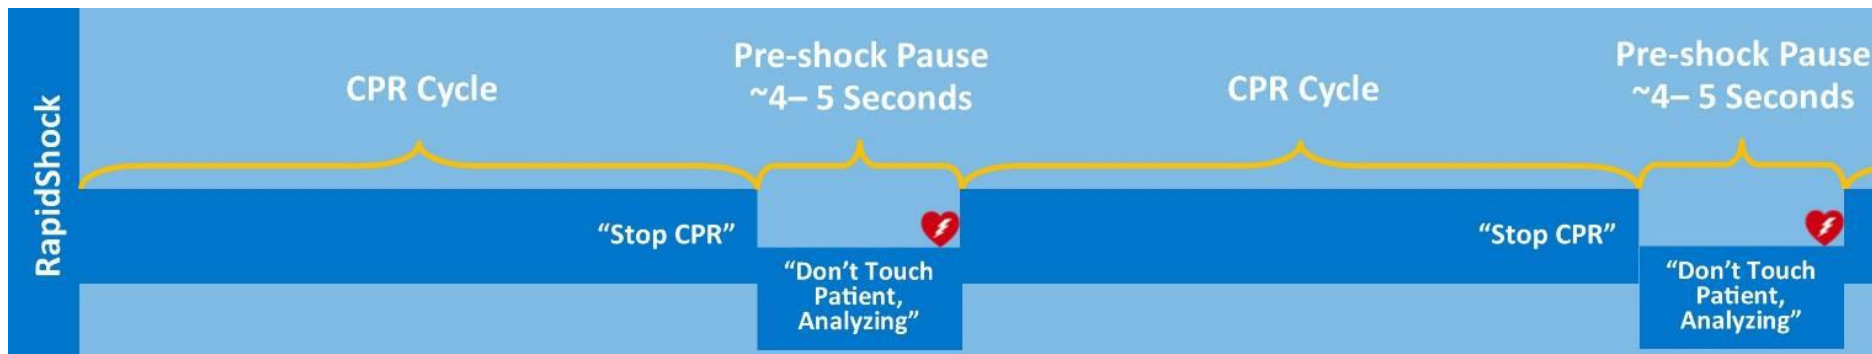 RapidShock
CPR Cycle
Pre-shock Pause
~4– 5 Seconds
CPR Cycle
Pre-shock Pause
~4– 5 Seconds
“Stop CPR”
“Don’t Touch
Patient,
Analyzing”
“Stop CPR”
“Don’t Touch
Patient,
Analyzing”